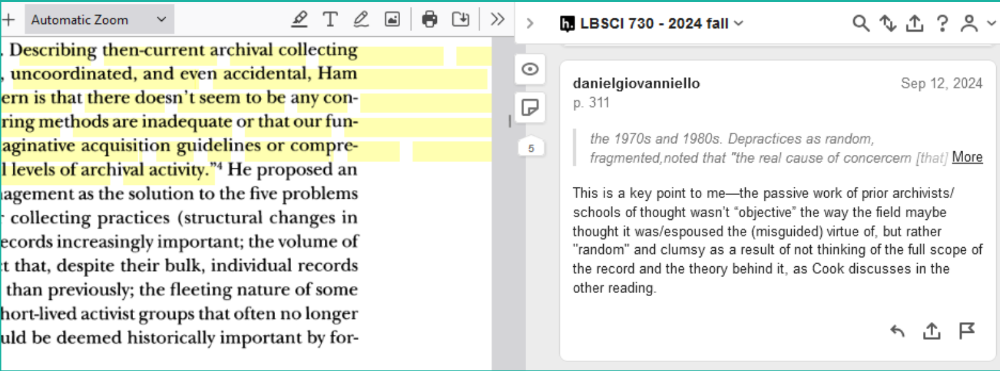 Automatic Zoom
. Describing then-current archival collecting
, uncoordinated, and even accidental, Ham
ern is that there doesn't seem to be any con-
ring methods are inadequate or that our fun-
aginative acquisition guidelines or compre-
l levels of archival activity."4 He proposed an
agement as the solution to the five problems
collecting practices (structural changes in
ecords increasingly important; the volume of
t that, despite their bulk, individual records
than previously; the fleeting nature of some
hort-lived activist groups that often no longer
uld be deemed historically important by for-
5
h. LBSCI 730 - 2024 fall
danielgiovanniello Sep 12, 2024
p. 311
the 1970s and 1980s. Depractices as random,
fragmented,noted that "the real cause of concercern [that] More
This is a key point to me—the passive work of prior archivists/
schools of thought wasn't “objective” the way the field maybe
thought it was/espoused the (misguided) virtue of, but rather
"random" and clumsy as a result of not thinking of the full scope of
the record and the theory behind it, as Cook discusses in the
other reading.